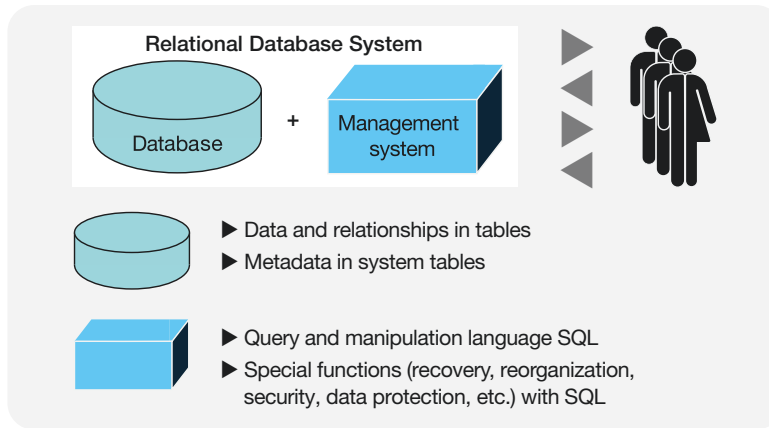 Relational Database System
Database
+
Management
system
▶ Data and relationships in tables
▶ Metadata in system tables
▶ Query and manipulation language SQL
▶ Special functions (recovery, reorganization,
security, data protection, etc.) with SQL